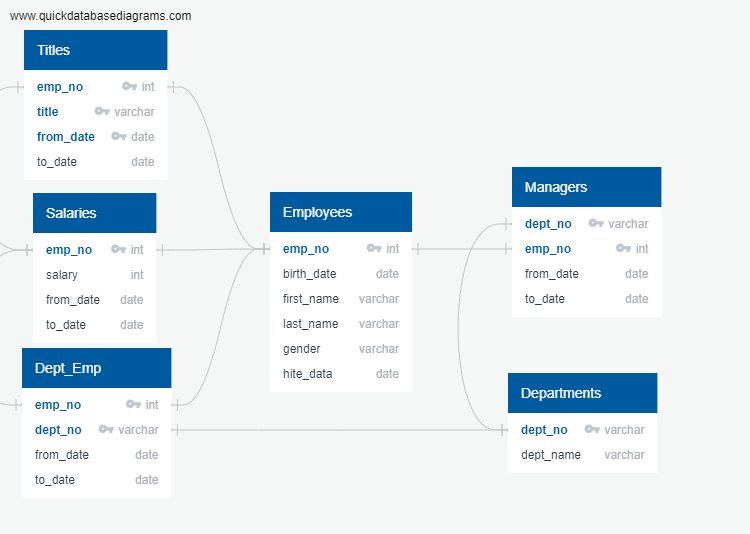 www.quickdatabasediagrams.com
Titles
emp_no int
title varchar
from_date date
to_date date
Salaries
emp_no int
salary int
from_date date
to_date date
Dept_Emp
emp_no int
dept_no varchar
from_date date
to_date date
Employees
emp_no int
birth_date date
first_name varchar
last_name varchar
gender varchar
hite_data date
Managers
dept_no varchar
emp_no int
from_date date
to_date date
Departments
dept_no varchar
dept_name varchar